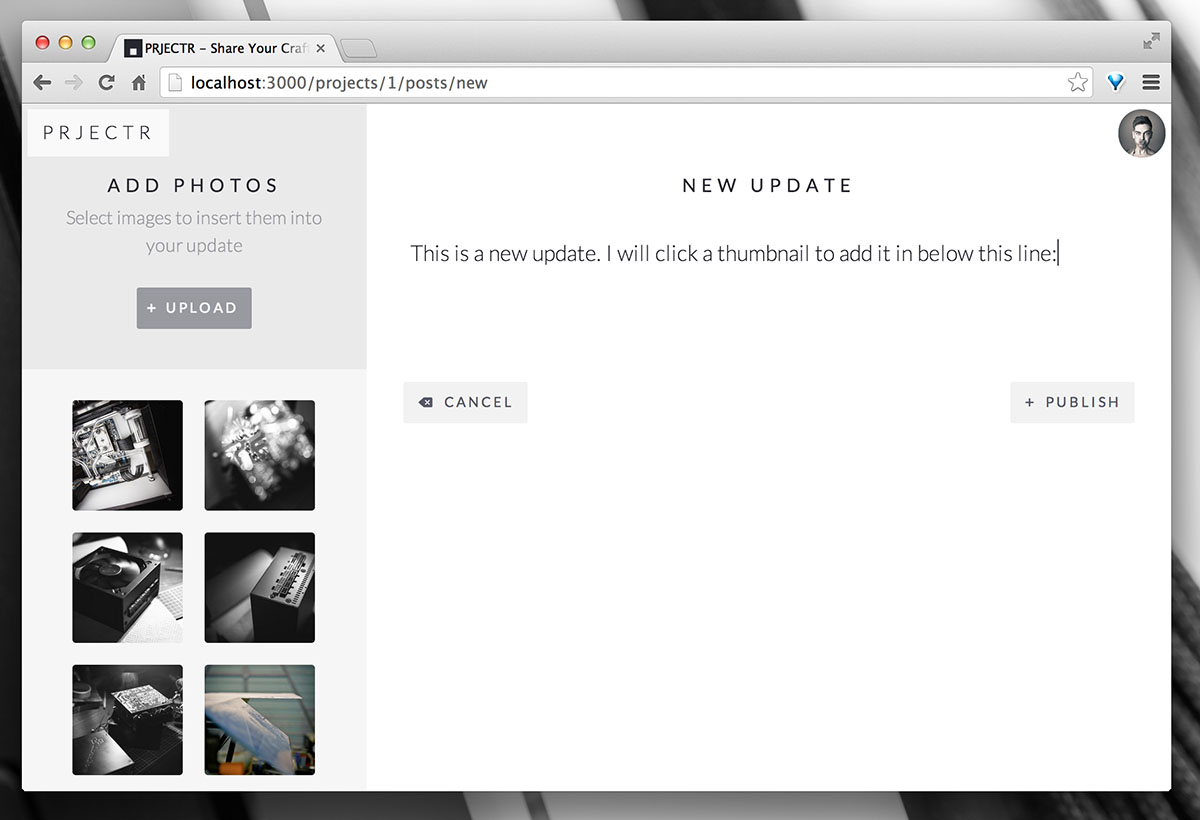 PRJECTR – Share Your Craf
localhost:3000/projects/1/posts/new
PRJECTR
ADD PHOTOS
Select images to insert them into
your update
+ UPLOAD
NEW UPDATE
This is a new update. I will click a thumbnail to add it in below this line:
CANCEL
+ PUBLISH